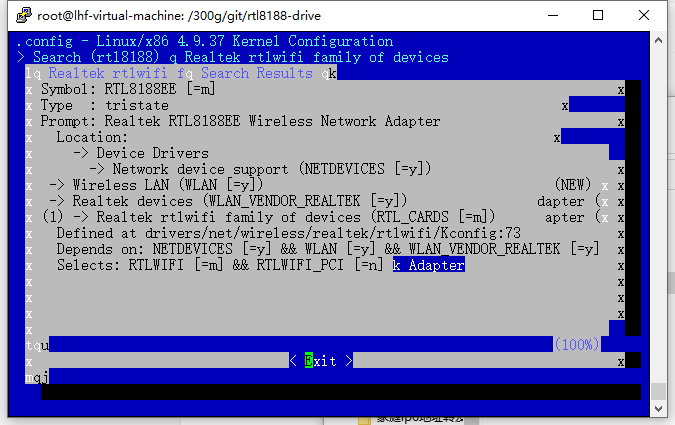 root@lhf-virtual-machine: /300g/git/rtl8188-drive
.config - Linux/x86 4.9.37 Kernel Configuration
> Search (rtl8188) q Realtek rtlwifi family of devices
lq Realtek rtlwifi fq Search Results qk
x Symbol: RTL8188EE [=m] x
x Type : tristate x
x Prompt: Realtek RTL8188EE Wireless Network Adapter x
x Location: x
x -> Device Drivers
x -> Network device support (NETDEVICES [=y]) x
x -> Wireless LAN (WLAN [=y]) (NEW) x x
x -> Realtek devices (WLAN_VENDOR_REALTEK [=y]) dapter ( x
x (1) -> Realtek rtlwifi family of devices (RTL_CARDS [=m]) apter ( x
x Defined at drivers/net/wireless/realtek/rtlwifi/Kconfig:73 x
x Depends on: NETDEVICES [=y] && WLAN [=y] && WLAN_VENDOR_REALTEK [=y] x
x Selects: RTLWIFI [=m] && RTLWIFI_PCI [=n] k Adapter x
x x
x x
x x
x
tqu (100%)
x < Exit > x
mqj